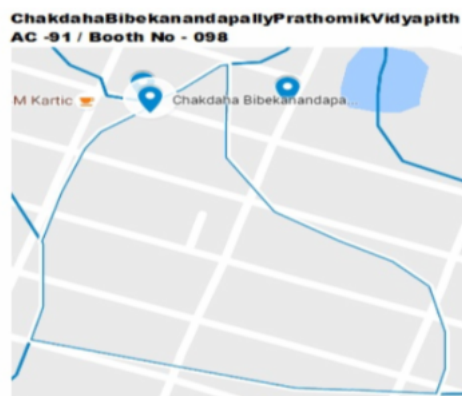 ChakdahaBibekanandapallyPrathomikVidyapith
AC -91 / Booth No - 098
M Kartic
Chakdaha Bibekanandapa...